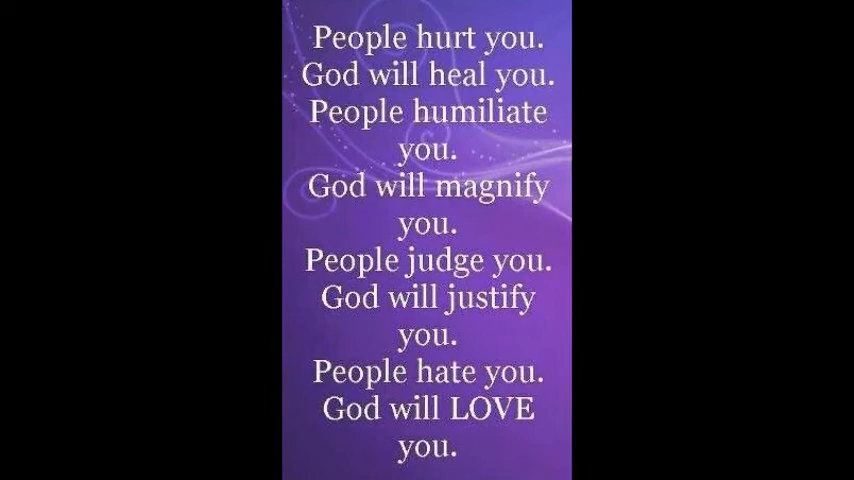 People hurt you.
God will heal you.
People humiliate
you.
God will magnify
you.
People judge you.
God will justify
you.
People hate you.
God will LOVE
you.